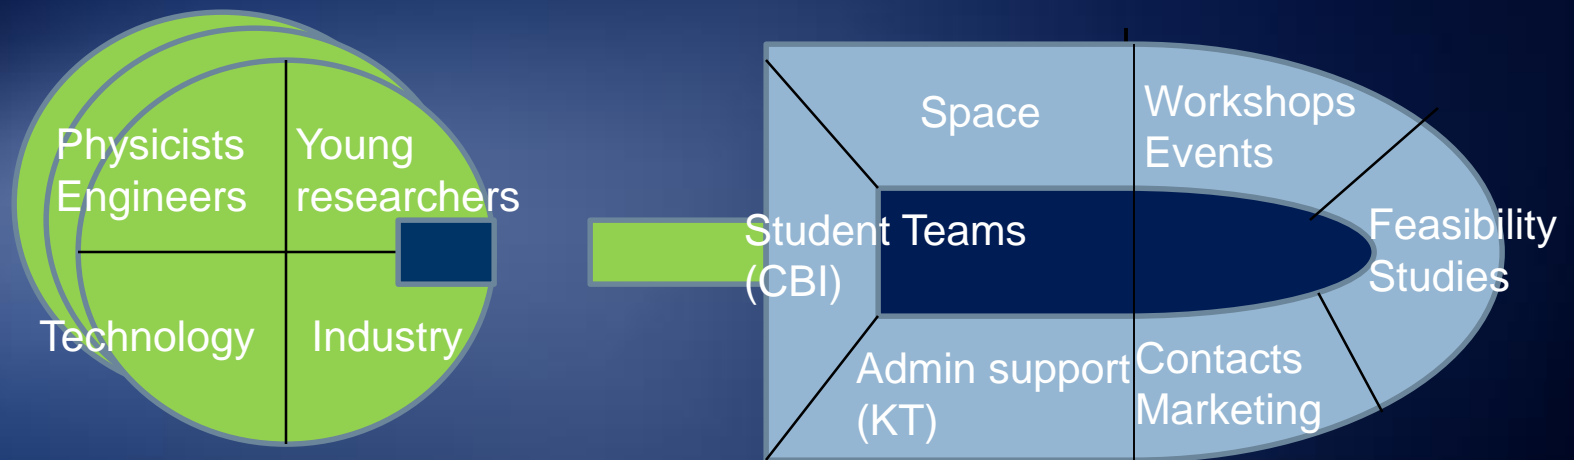 Physicists
Engineers
Young
researchers
Technology
Industry
Space
Workshops
Events
Student Teams
(CBI)
Feasibility
Studies
Admin support
(KT)
Contacts
Marketing